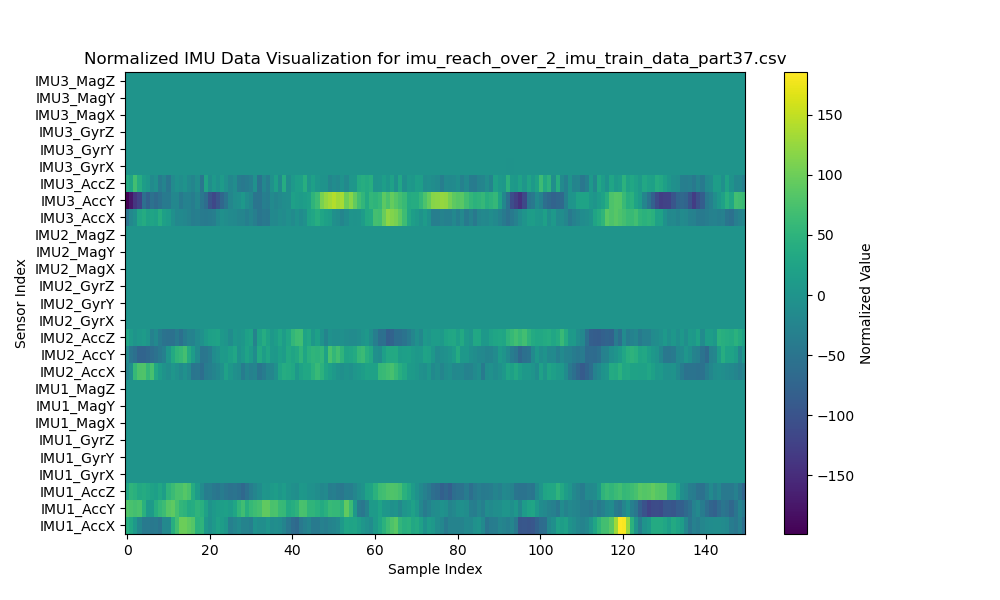 Normalized IMU Data Visualization for imu_reach_over_2_imu_train_data_part37.csv
IMU3_MagZ
IMU3_MagY
IMU3_MagX
IMU3_GyrZ
IMU3_GyrY
IMU3_GyrX
IMU3_AccZ
IMU3_AccY
IMU3_AccX
IMU2_MagZ
IMU2_MagY
IMU2_MagX
IMU2_GyrZ
IMU2_GyrY
IMU2_GyrX
IMU2_AccZ
IMU2_AccY
IMU2_AccX
IMU1_MagZ
IMU1_MagY
IMU1_MagX
IMU1_GyrZ
IMU1_GyrY
IMU1_GyrX
IMU1_AccZ
IMU1_AccY
IMU1_AccX
Sensor Index
0 20 40 60 80 100 120 140
Sample Index
150
100
50
0
−50
−100
−150
Normalized Value